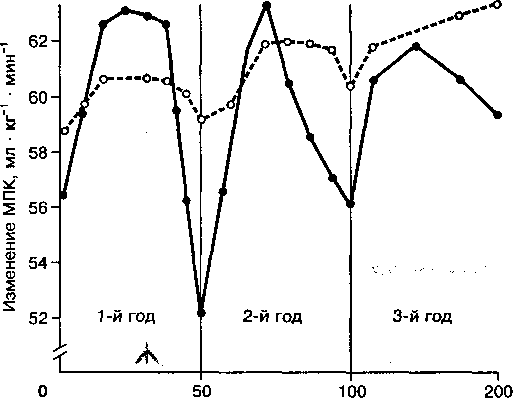 Изменение МПК, мл · кг⁻¹ · мин⁻¹
62
60
58
56
54
52
1-й год 2-й год 3-й год
0 50 100 200